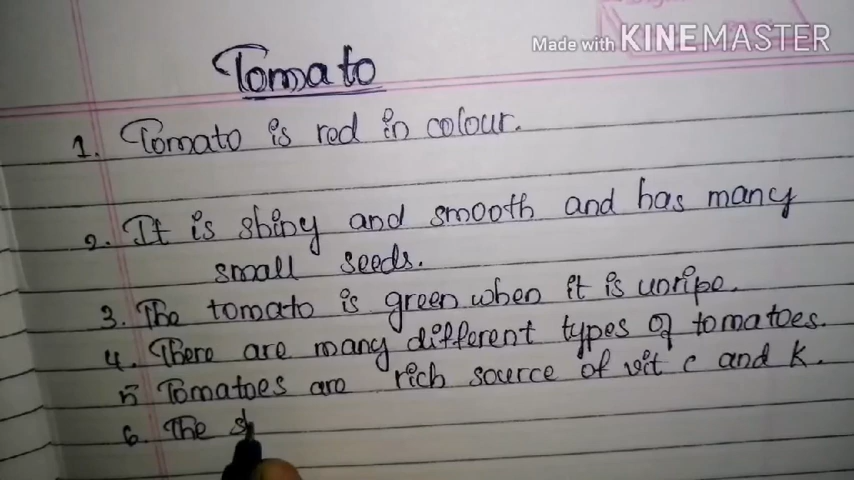 Made with KINEMASTER
Tomato
1. Tomato is red in colour.
2. It is shiny and smooth and has many
small seeds.
3. The tomato is green when it is unripe.
4. There are many different types of tomatoes.
5 Tomatoes are rich source of vit c and k.
6. The